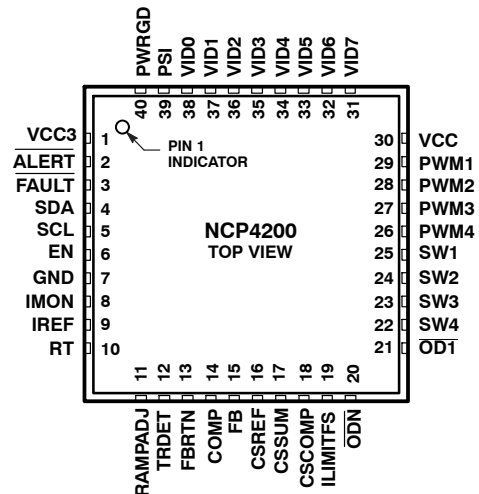 PWRGD
PSI
VID0
VID1
VID2
VID3
VID4
VID5
VID6
VID7
40
39
38
37
36
35
34
33
32
31
VCC3 1
ALERT 2
FAULT 3
SDA 4
SCL 5
EN 6
GND 7
IMON 8
IREF 9
RT 10
PIN 1
INDICATOR
NCP4200
TOP VIEW
30 VCC
29 PWM1
28 PWM2
27 PWM3
26 PWM4
25 SW1
24 SW2
23 SW3
22 SW4
21 OD1
11
12
13
14
15
16
17
18
19
20
RAMPADJ
TRDET
FBRTN
COMP
FB
CSREF
CSSUM
CSCOMP
ILIMITFS
ODN